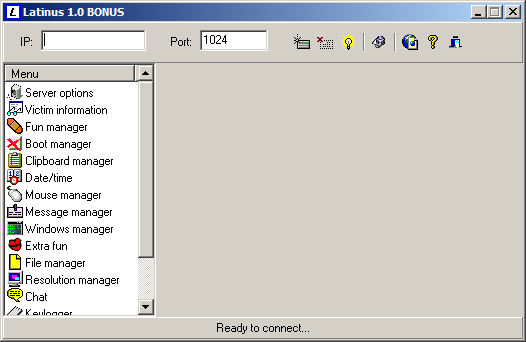 Latinus 1.0 BONUS
IP: Port: 1024
Menu
Server options
Victim information
Fun manager
Boot manager
Clipboard manager
Date/time
Mouse manager
Message manager
Windows manager
Extra fun
File manager
Resolution manager
Chat
Keylogger
Ready to connect...